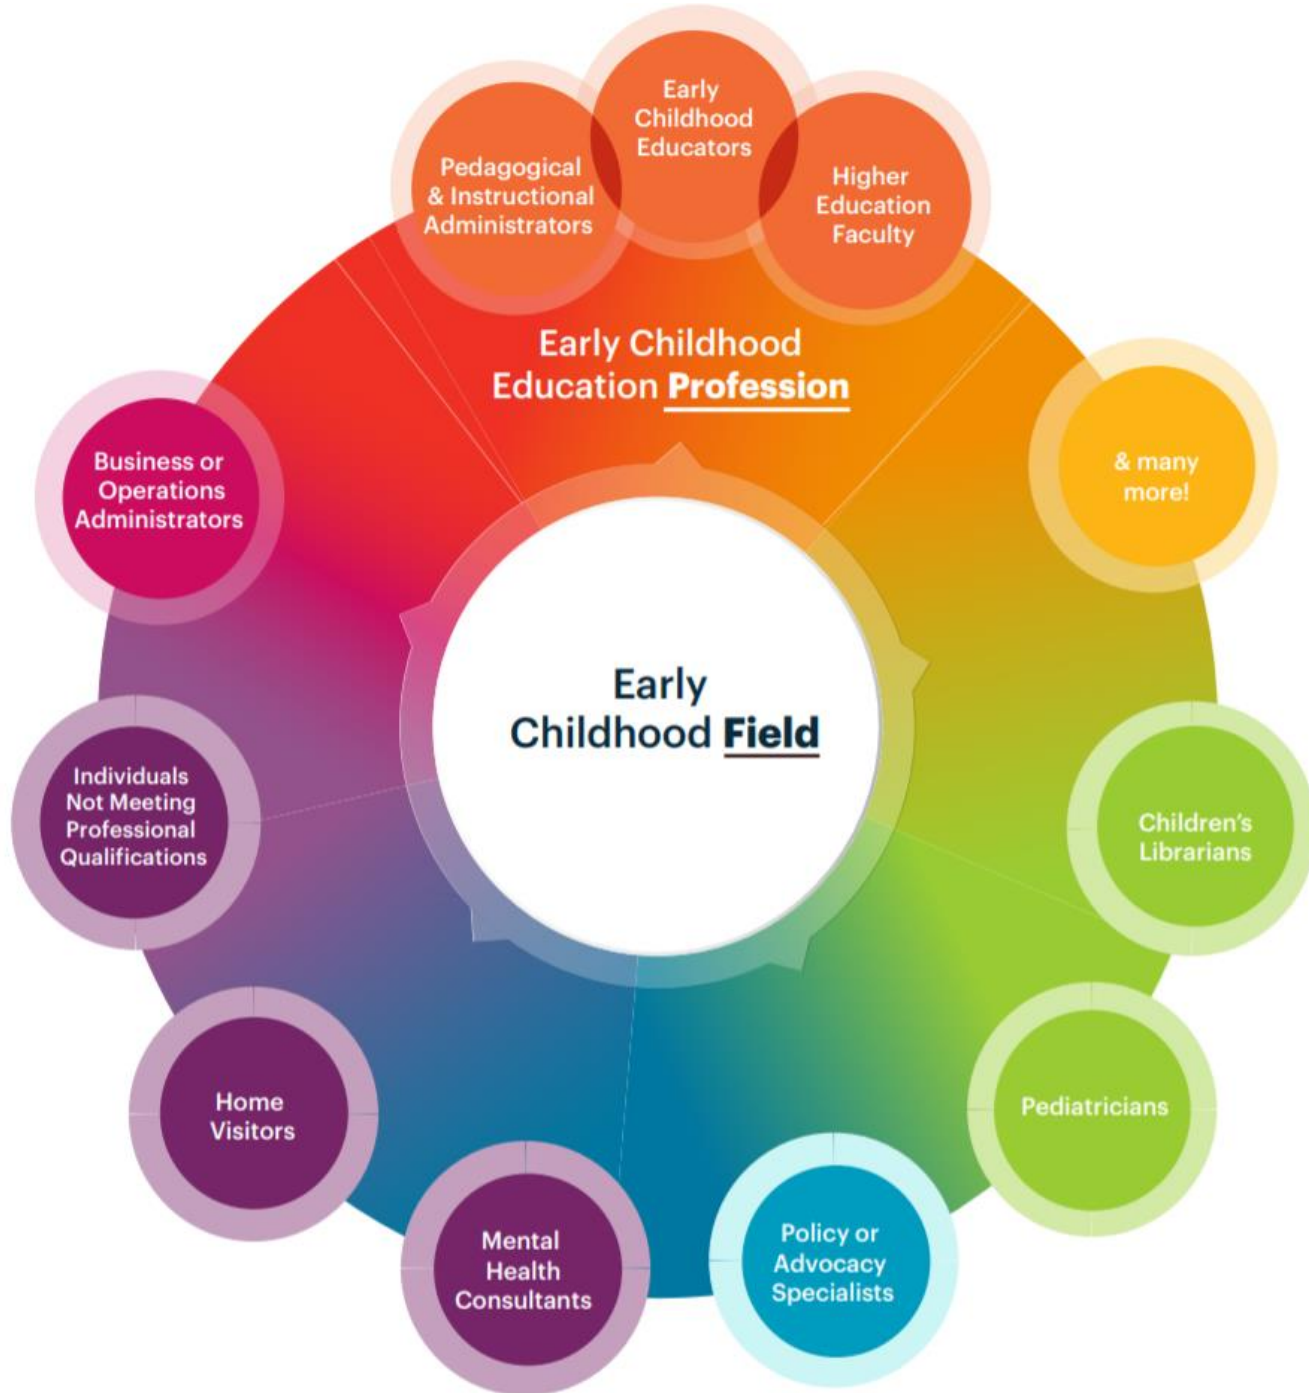 Early
Childhood
Educators
Pedagogical
& Instructional
Administrators
Higher
Education
Faculty
Early Childhood
Education Profession
Business or
Operations
Administrators
& many
more!
Early
Childhood Field
Individuals
Not Meeting
Professional
Qualifications
Children's
Librarians
Home
Visitors
Pediatricians
Mental
Health
Consultants
Policy or
Advocacy
Specialists